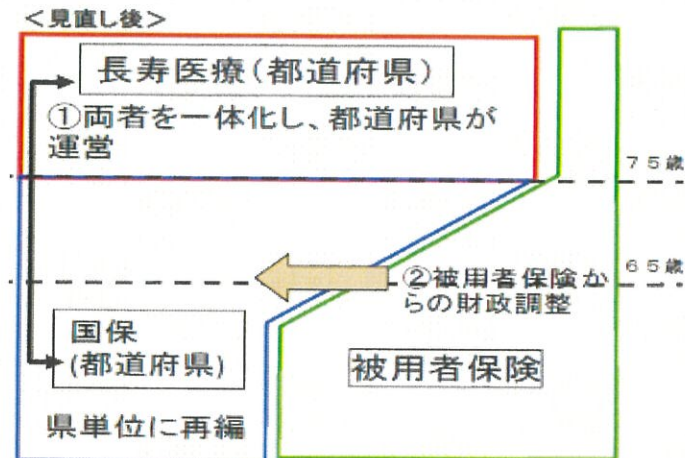 ＜見直し後＞
長寿医療(都道府県)
①両者を一体化し、都道府県が
運営
７５歳
６５歳
②被用者保険か
らの財政調整
国保
(都道府県)
被用者保険
県単位に再編